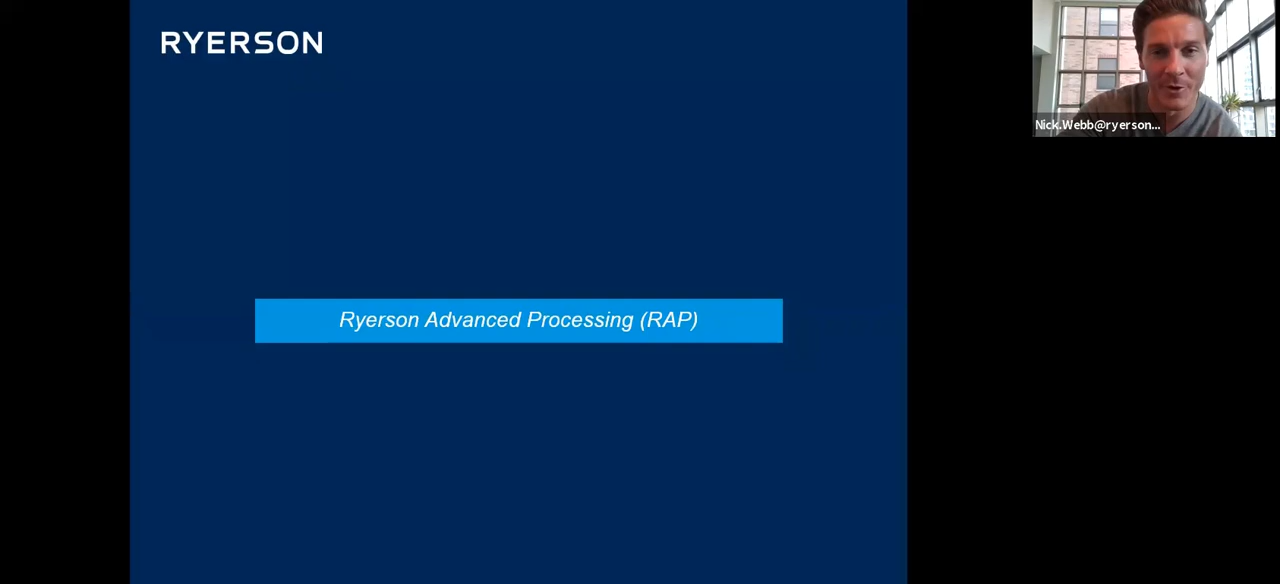 RYERSON
Nick.Webb@ryerson...
Ryerson Advanced Processing (RAP)